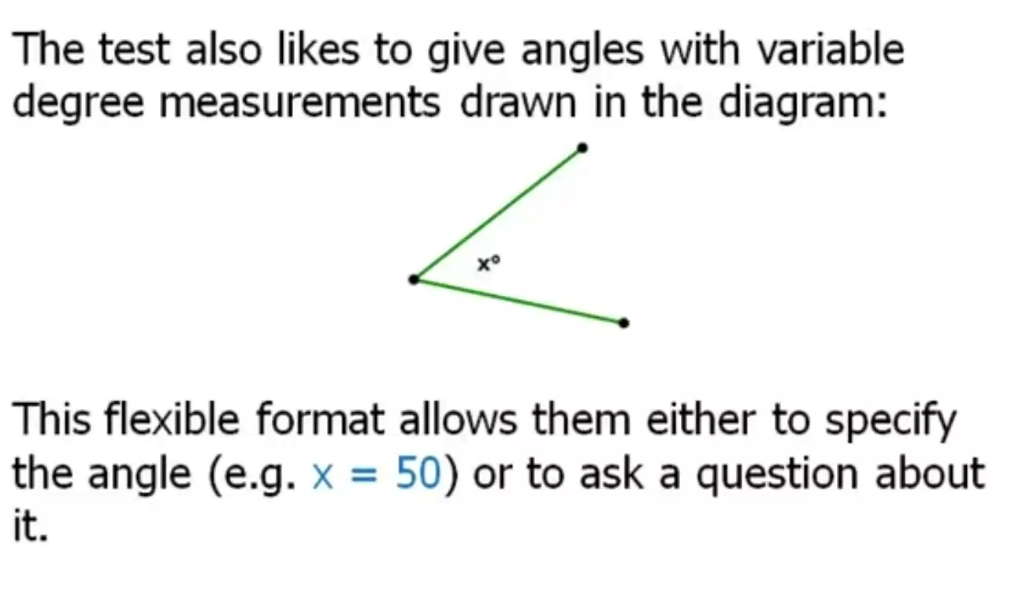 The test also likes to give angles with variable
degree measurements drawn in the diagram:
x°
This flexible format allows them either to specify
the angle (e.g. x = 50) or to ask a question about
it.